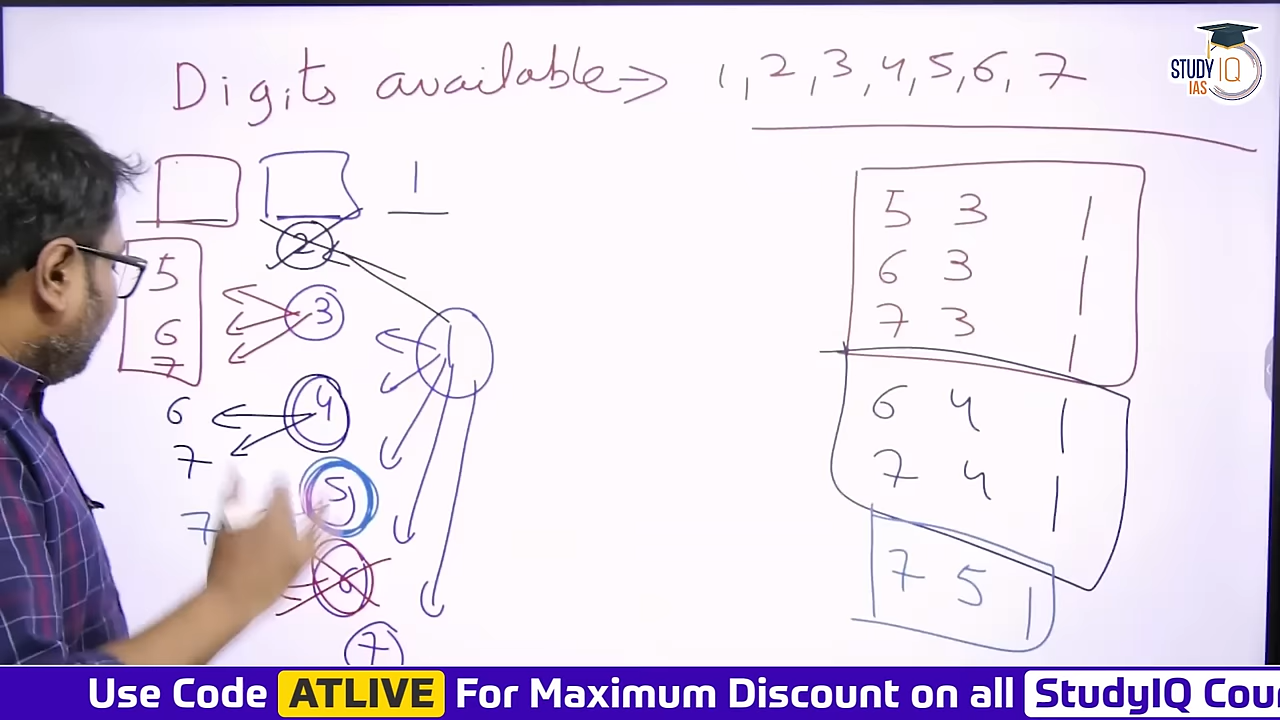 Digits available → 1, 2, 3, 4, 5, 6, 7
STUDY IQ
IAS
1
2
5
3
6
7
1
6
4
7
5
7
6
7
5 3 1
6 3 1
7 3 1
6 4 1
7 4 1
7 5 1
Use Code ATLIVE For Maximum Discount on all StudyIQ Cou